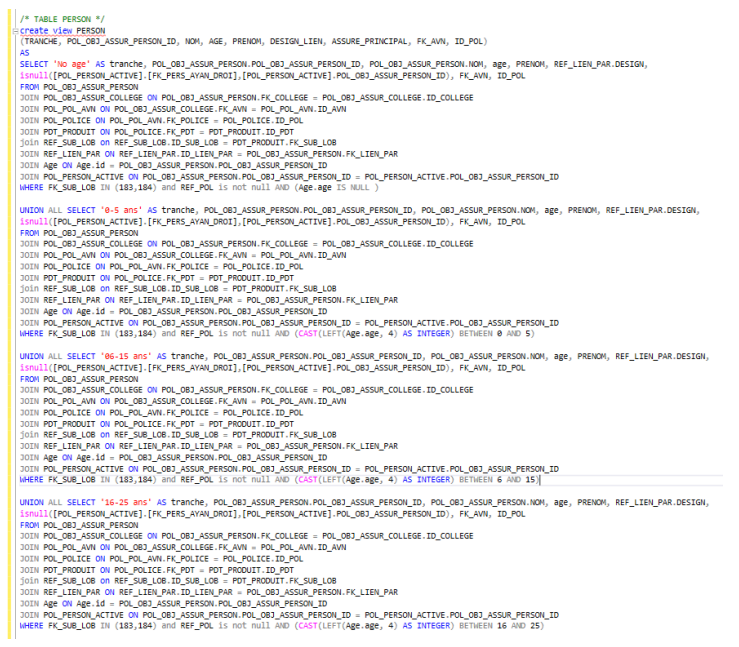 /* TABLE PERSON */
create view PERSON
(TRANCHE, POL_OBJ_ASSUR_PERSON_ID, NOM, AGE, PRENOM, DESIGN_LIEN, ASSURE_PRINCIPAL, FK_AVN, ID_POL)
AS
SELECT 'No age' AS tranche, POL_OBJ_ASSUR_PERSON.POL_OBJ_ASSUR_PERSON_ID, POL_OBJ_ASSUR_PERSON.NOM, age, PRENOM, REF_LIEN_PAR.DESIGN,
isnull([POL_PERSON_ACTIVE].[FK_PERS_AYAN_DROI],[POL_PERSON_ACTIVE].POL_OBJ_ASSUR_PERSON_ID), FK_AVN, ID_POL
FROM POL_OBJ_ASSUR_PERSON
JOIN POL_OBJ_ASSUR_COLLEGE ON POL_OBJ_ASSUR_PERSON.FK_COLLEGE = POL_OBJ_ASSUR_COLLEGE.ID_COLLEGE
JOIN POL_POL_AVN ON POL_OBJ_ASSUR_COLLEGE.FK_AVN = POL_POL_AVN.ID_AVN
JOIN POL_POLICE ON POL_POL_AVN.FK_POLICE = POL_POLICE.ID_POL
JOIN PDT_PRODUIT ON POL_POLICE.FK_PDT = PDT_PRODUIT.ID_PDT
join REF_SUB_LOB on REF_SUB_LOB.ID_SUB_LOB = PDT_PRODUIT.FK_SUB_LOB
JOIN REF_LIEN_PAR ON REF_LIEN_PAR.ID_LIEN_PAR = POL_OBJ_ASSUR_PERSON.FK_LIEN_PAR
JOIN Age ON Age.id = POL_OBJ_ASSUR_PERSON.POL_OBJ_ASSUR_PERSON_ID
JOIN POL_PERSON_ACTIVE ON POL_OBJ_ASSUR_PERSON.POL_OBJ_ASSUR_PERSON_ID = POL_PERSON_ACTIVE.POL_OBJ_ASSUR_PERSON_ID
WHERE FK_SUB_LOB IN (183,184) and REF_POL is not null AND (Age.age IS NULL )
UNION ALL SELECT '0-5 ans' AS tranche, POL_OBJ_ASSUR_PERSON.POL_OBJ_ASSUR_PERSON_ID, POL_OBJ_ASSUR_PERSON.NOM, age, PRENOM, REF_LIEN_PAR.DESIGN,
isnull([POL_PERSON_ACTIVE].[FK_PERS_AYAN_DROI],[POL_PERSON_ACTIVE].POL_OBJ_ASSUR_PERSON_ID), FK_AVN, ID_POL
FROM POL_OBJ_ASSUR_PERSON
JOIN POL_OBJ_ASSUR_COLLEGE ON POL_OBJ_ASSUR_PERSON.FK_COLLEGE = POL_OBJ_ASSUR_COLLEGE.ID_COLLEGE
JOIN POL_POL_AVN ON POL_OBJ_ASSUR_COLLEGE.FK_AVN = POL_POL_AVN.ID_AVN
JOIN POL_POLICE ON POL_POL_AVN.FK_POLICE = POL_POLICE.ID_POL
JOIN PDT_PRODUIT ON POL_POLICE.FK_PDT = PDT_PRODUIT.ID_PDT
join REF_SUB_LOB on REF_SUB_LOB.ID_SUB_LOB = PDT_PRODUIT.FK_SUB_LOB
JOIN REF_LIEN_PAR ON REF_LIEN_PAR.ID_LIEN_PAR = POL_OBJ_ASSUR_PERSON.FK_LIEN_PAR
JOIN Age ON Age.id = POL_OBJ_ASSUR_PERSON.POL_OBJ_ASSUR_PERSON_ID
JOIN POL_PERSON_ACTIVE ON POL_OBJ_ASSUR_PERSON.POL_OBJ_ASSUR_PERSON_ID = POL_PERSON_ACTIVE.POL_OBJ_ASSUR_PERSON_ID
WHERE FK_SUB_LOB IN (183,184) and REF_POL is not null AND (CAST(LEFT(Age.age, 4) AS INTEGER) BETWEEN 0 AND 5)
UNION ALL SELECT '06-15 ans' AS tranche, POL_OBJ_ASSUR_PERSON.POL_OBJ_ASSUR_PERSON_ID, POL_OBJ_ASSUR_PERSON.NOM, age, PRENOM, REF_LIEN_PAR.DESIGN,
isnull([POL_PERSON_ACTIVE].[FK_PERS_AYAN_DROI],[POL_PERSON_ACTIVE].POL_OBJ_ASSUR_PERSON_ID), FK_AVN, ID_POL
FROM POL_OBJ_ASSUR_PERSON
JOIN POL_OBJ_ASSUR_COLLEGE ON POL_OBJ_ASSUR_PERSON.FK_COLLEGE = POL_OBJ_ASSUR_COLLEGE.ID_COLLEGE
JOIN POL_POL_AVN ON POL_OBJ_ASSUR_COLLEGE.FK_AVN = POL_POL_AVN.ID_AVN
JOIN POL_POLICE ON POL_POL_AVN.FK_POLICE = POL_POLICE.ID_POL
JOIN PDT_PRODUIT ON POL_POLICE.FK_PDT = PDT_PRODUIT.ID_PDT
join REF_SUB_LOB on REF_SUB_LOB.ID_SUB_LOB = PDT_PRODUIT.FK_SUB_LOB
JOIN REF_LIEN_PAR ON REF_LIEN_PAR.ID_LIEN_PAR = POL_OBJ_ASSUR_PERSON.FK_LIEN_PAR
JOIN Age ON Age.id = POL_OBJ_ASSUR_PERSON.POL_OBJ_ASSUR_PERSON_ID
JOIN POL_PERSON_ACTIVE ON POL_OBJ_ASSUR_PERSON.POL_OBJ_ASSUR_PERSON_ID = POL_PERSON_ACTIVE.POL_OBJ_ASSUR_PERSON_ID
WHERE FK_SUB_LOB IN (183,184) and REF_POL is not null AND (CAST(LEFT(Age.age, 4) AS INTEGER) BETWEEN 6 AND 15)
UNION ALL SELECT '16-25 ans' AS tranche, POL_OBJ_ASSUR_PERSON.POL_OBJ_ASSUR_PERSON_ID, POL_OBJ_ASSUR_PERSON.NOM, age, PRENOM, REF_LIEN_PAR.DESIGN,
isnull([POL_PERSON_ACTIVE].[FK_PERS_AYAN_DROI],[POL_PERSON_ACTIVE].POL_OBJ_ASSUR_PERSON_ID), FK_AVN, ID_POL
FROM POL_OBJ_ASSUR_PERSON
JOIN POL_OBJ_ASSUR_COLLEGE ON POL_OBJ_ASSUR_PERSON.FK_COLLEGE = POL_OBJ_ASSUR_COLLEGE.ID_COLLEGE
JOIN POL_POL_AVN ON POL_OBJ_ASSUR_COLLEGE.FK_AVN = POL_POL_AVN.ID_AVN
JOIN POL_POLICE ON POL_POL_AVN.FK_POLICE = POL_POLICE.ID_POL
JOIN PDT_PRODUIT ON POL_POLICE.FK_PDT = PDT_PRODUIT.ID_PDT
join REF_SUB_LOB on REF_SUB_LOB.ID_SUB_LOB = PDT_PRODUIT.FK_SUB_LOB
JOIN REF_LIEN_PAR ON REF_LIEN_PAR.ID_LIEN_PAR = POL_OBJ_ASSUR_PERSON.FK_LIEN_PAR
JOIN Age ON Age.id = POL_OBJ_ASSUR_PERSON.POL_OBJ_ASSUR_PERSON_ID
JOIN POL_PERSON_ACTIVE ON POL_OBJ_ASSUR_PERSON.POL_OBJ_ASSUR_PERSON_ID = POL_PERSON_ACTIVE.POL_OBJ_ASSUR_PERSON_ID
WHERE FK_SUB_LOB IN (183,184) and REF_POL is not null AND (CAST(LEFT(Age.age, 4) AS INTEGER) BETWEEN 16 AND 25)